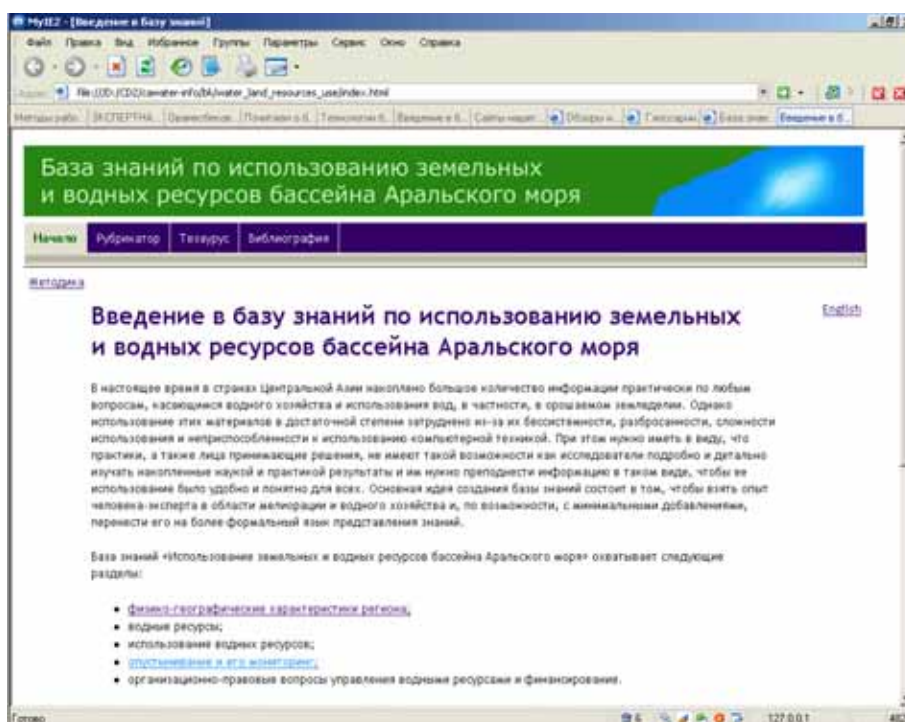 MyIE2 - [Введение в базу знаний]
Файл Правка Вид Избранное Группы Параметры Сервис Окно Справка
База знаний по использованию земельных
и водных ресурсов бассейна Аральского моря
Начало Рубрикатор Тезаурус Библиография
Методика
English
Введение в базу знаний по использованию земельных
и водных ресурсов бассейна Аральского моря
В настоящее время в странах Центральной Азии накоплено большое количество информации практически по любым
вопросам, касающимся водного хозяйства и использования вод, в частности, в орошаемом земледелии. Однако
использование этих материалов в достаточной степени затруднено из-за их бессистемности, разбросанности, сложности
использования и неприспособленности к использованию компьютерной техникой. При этом нужно иметь в виду, что
практики, а также лица принимающие решения, не имеют такой возможности как исследователи подробно и детально
изучать накопленные наукой и практикой результаты и им нужно преподнести информацию в таком виде, чтобы ее
использование было удобно и понятно для всех. Основная идея создания базы знаний состоит в том, чтобы взять опыт
человека-эксперта в области мелиорации и водного хозяйства и, по возможности, с минимальными добавлениями,
перенести его на более формальный язык представления знаний.
База знаний «Использование земельных и водных ресурсов бассейна Аральского моря» охватывает следующие
разделы:
• физико-географические характеристики региона;
• водные ресурсы;
• использование водных ресурсов;
• опустынивание и его мониторинг;
• организационно-правовые вопросы управления водными ресурсами и финансирование.
Готово 127.0.0.1